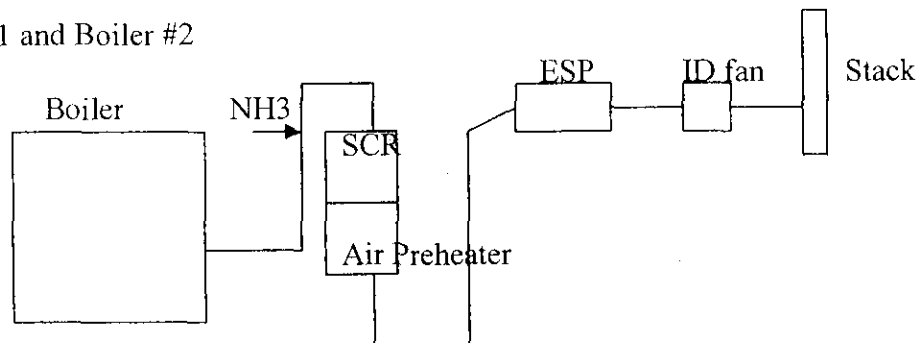 1 and Boiler #2
ESP ID fan Stack
Boiler NH3
SCR
Air Preheater